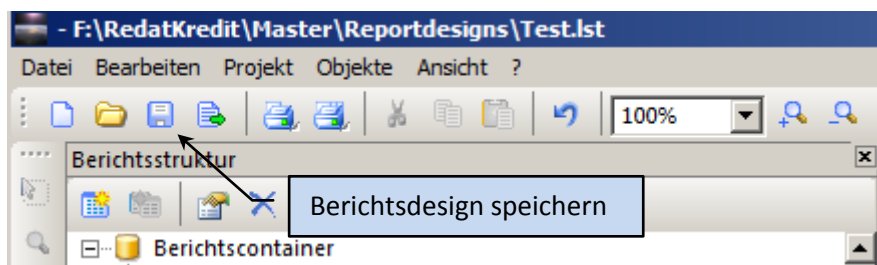 - F:\RedatKredit\Master\Reportdesigns\Test.lst
Datei Bearbeiten Projekt Objekte Ansicht ?
100%
Berichtsstruktur
Berichtsdesign speichern
Berichtscontainer